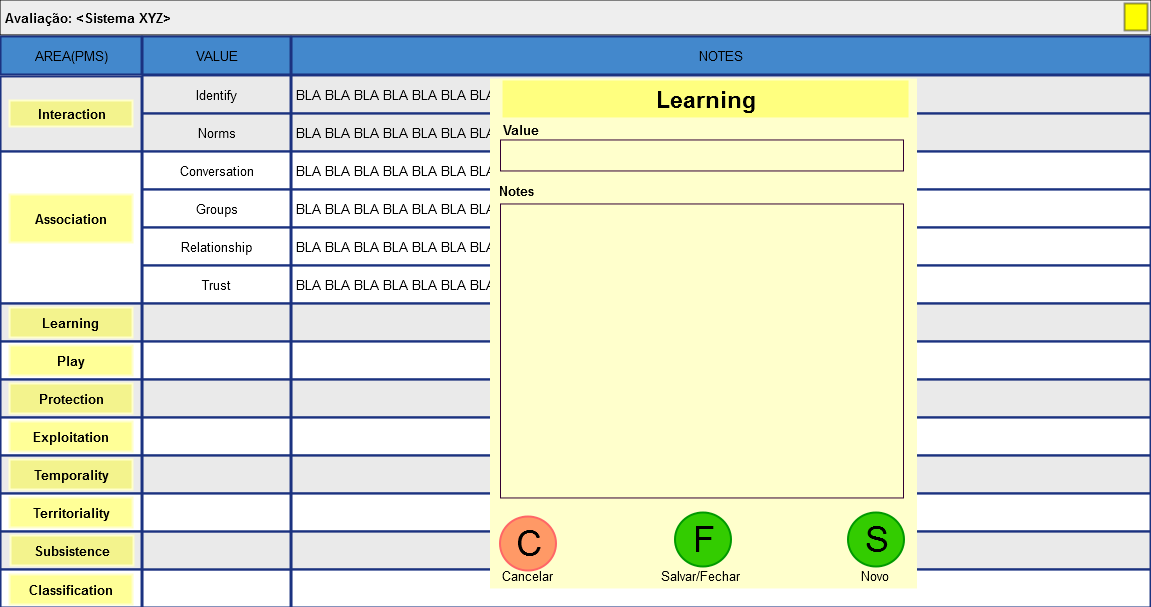 Avaliação: <Sistema XYZ>
AREA(PMS) VALUE NOTES
Interaction
Identify BLA BLA BLA BLA BLA BLA BLA
Norms BLA BLA BLA BLA BLA BLA BLA
Association
Conversation BLA BLA BLA BLA BLA BLA BLA
Groups BLA BLA BLA BLA BLA BLA BLA
Relationship BLA BLA BLA BLA BLA BLA BLA
Trust BLA BLA BLA BLA BLA BLA BLA
Learning
Play
Protection
Exploitation
Temporality
Territoriality
Subsistence
Classification
Learning
Value
Notes
C F S
Cancelar Salvar/Fechar Novo